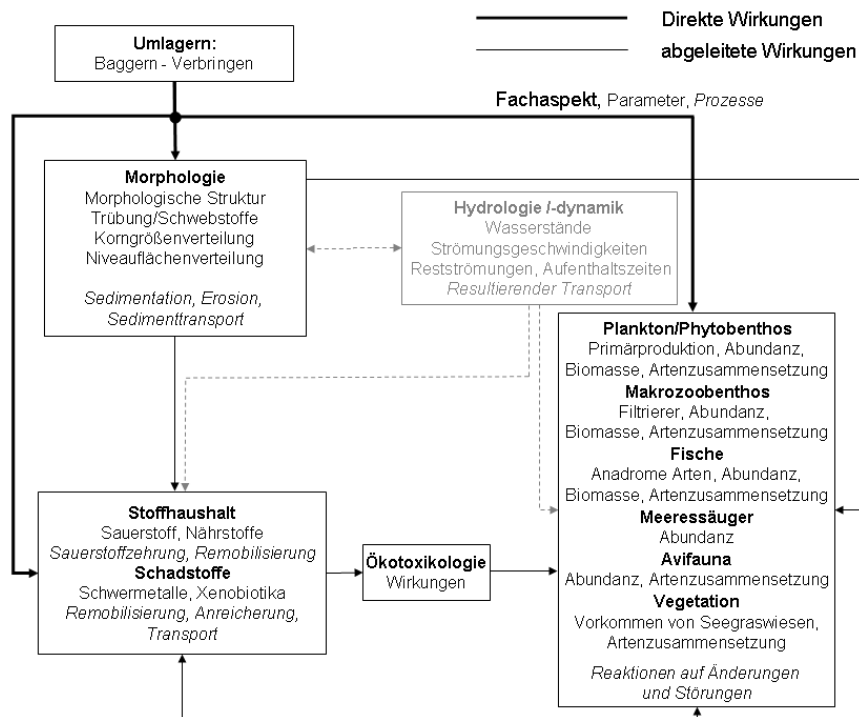 Direkte Wirkungen
abgeleitete Wirkungen
Umlagern:
Baggern - Verbringen
Fachaspekt, Parameter, Prozesse
Morphologie
Morphologische Struktur
Trübung/Schwebstoffe
Korngrößenverteilung
Niveauflächenverteilung
Sedimentation, Erosion,
Sedimenttransport
Hydrologie /-dynamik
Wasserstände
Strömungsgeschwindigkeiten
Restströmungen, Aufenthaltszeiten
Resultierender Transport
Plankton/Phytobenthos
Primärproduktion, Abundanz,
Biomasse, Artenzusammensetzung
Makrozoobenthos
Filtrierer, Abundanz,
Biomasse, Artenzusammensetzung
Fische
Anadrome Arten, Abundanz,
Biomasse, Artenzusammensetzung
Meeressäuger
Abundanz
Avifauna
Abundanz, Artenzusammensetzung
Vegetation
Vorkommen von Seegraswiesen,
Artenzusammensetzung
Reaktionen auf Änderungen
und Störungen
Stoffhaushalt
Sauerstoff, Nährstoffe
Sauerstoffzehrung, Remobilisierung
Schadstoffe
Schwermetalle, Xenobiotika
Remobilisierung, Anreicherung,
Transport
Ökotoxikologie
Wirkungen